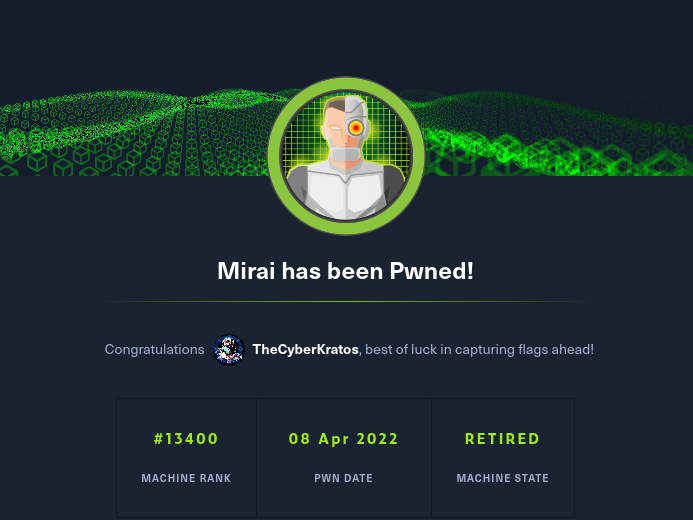 Mirai has been Pwned!
Congratulations TheCyberKratos, best of luck in capturing flags ahead!
#13400 08 Apr 2022 RETIRED
MACHINE RANK PWN DATE MACHINE STATE